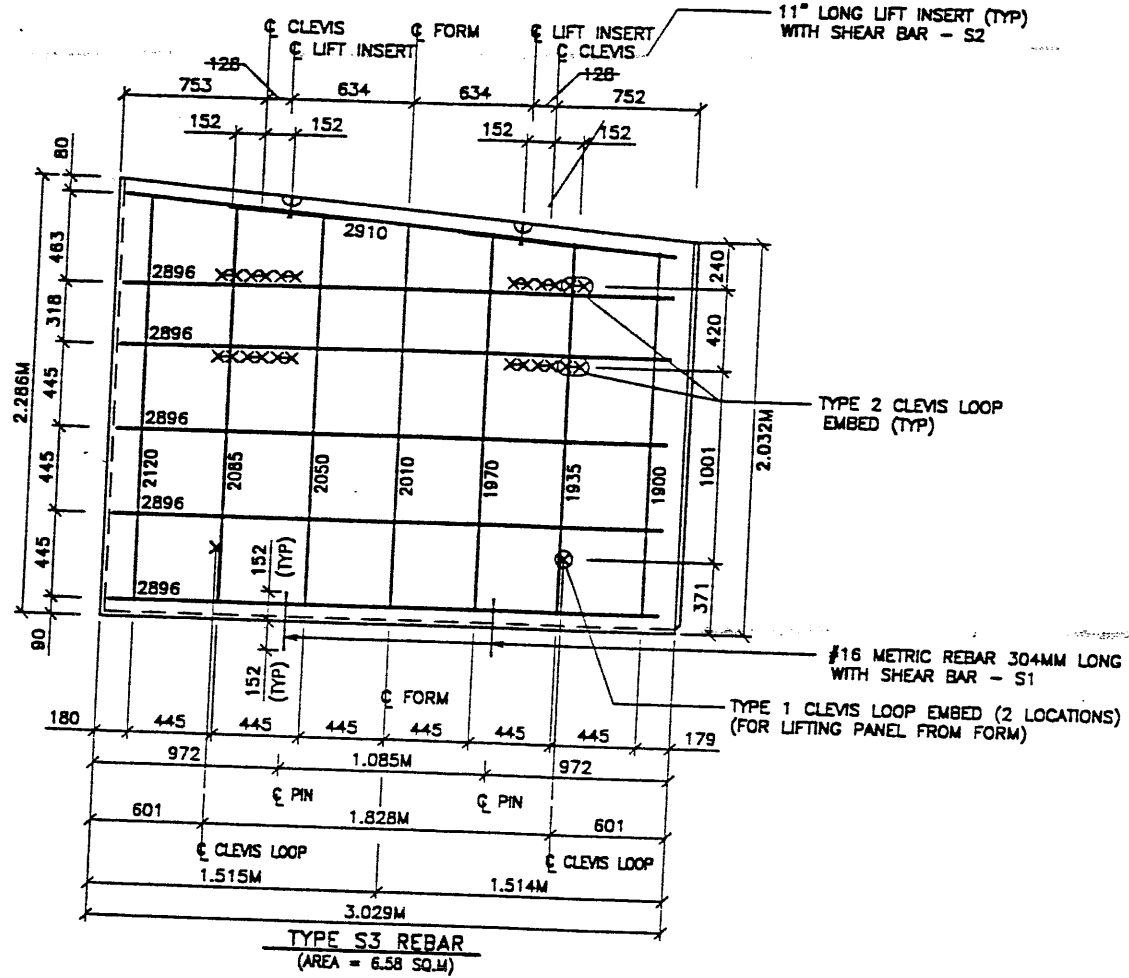 11" LONG LIFT INSERT (TYP)
WITH SHEAR BAR - S2
℄ CLEVIS
℄ LIFT INSERT
℄ FORM
℄ LIFT INSERT
℄ CLEVIS
128
128
753
634
634
752
152
152
152
152
80
463
318
445
445
445
90
2.286M
2910
2896
2896
2896
2896
2896
2120
2085
2050
2010
1970
1935
1900
240
420
1001
371
2.032M
TYPE 2 CLEVIS LOOP
EMBED (TYP)
152
(TYP)
152
(TYP)
#16 METRIC REBAR 304MM LONG
WITH SHEAR BAR - S1
TYPE 1 CLEVIS LOOP EMBED (2 LOCATIONS)
(FOR LIFTING PANEL FROM FORM)
℄ FORM
180
445
445
445
445
445
445
179
972
1.085M
972
℄ PIN
℄ PIN
601
1.828M
601
℄ CLEVIS LOOP
℄ CLEVIS LOOP
1.515M
1.514M
3.029M
TYPE S3 REBAR
(AREA = 6.58 SQ.M)